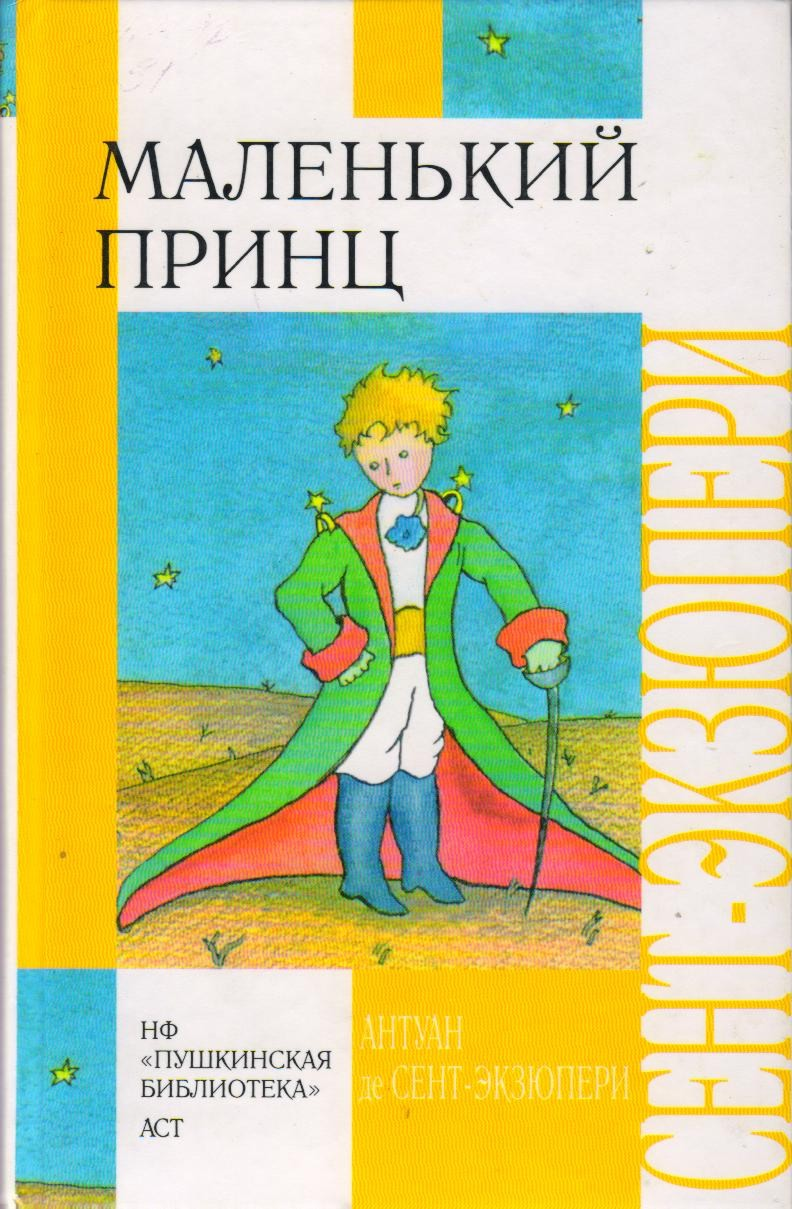 МАЛЕНЬКИЙ
ПРИНЦ
СЕНТ-ЭКЗЮПЕРИ
НФ
«ПУШКИНСКАЯ
БИБЛИОТЕКА»
АСТ
АНТУАН
де СЕНТ-ЭКЗЮПЕРИ